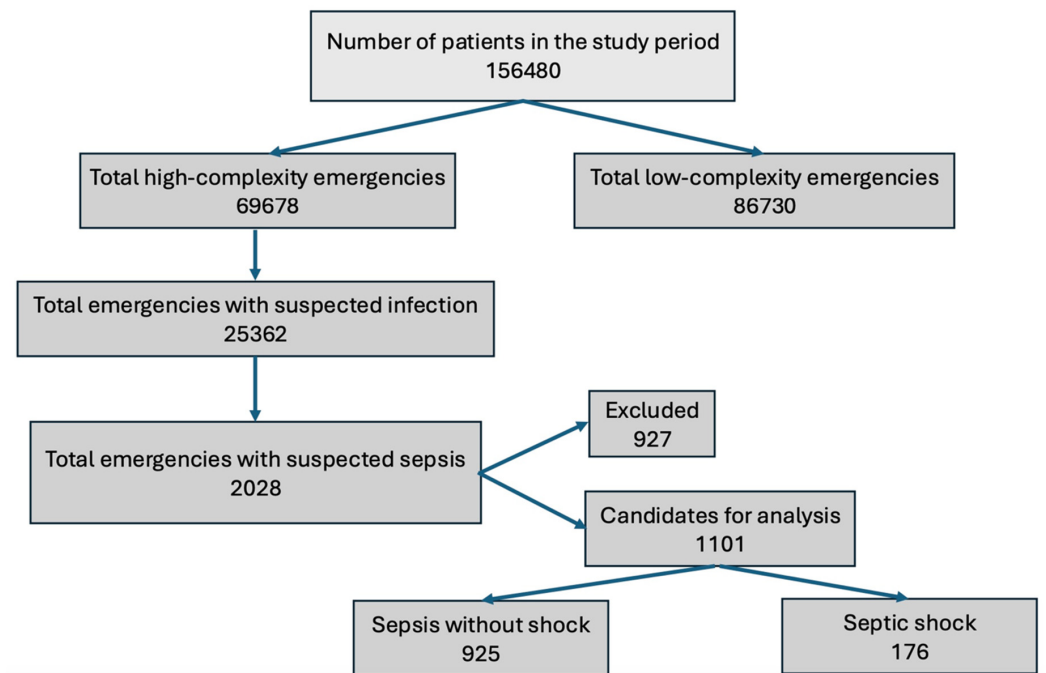 Number of patients in the study period
156480
Total high-complexity emergencies
69678
Total low-complexity emergencies
86730
Total emergencies with suspected infection
25362
Total emergencies with suspected sepsis
2028
Excluded
927
Candidates for analysis
1101
Sepsis without shock
925
Septic shock
176